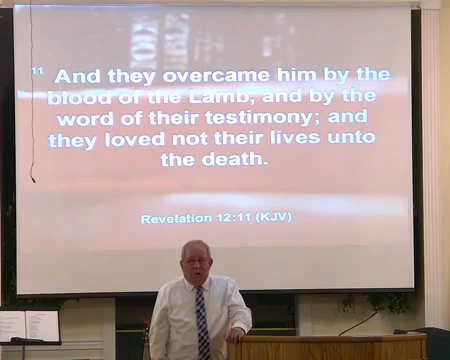 11 And they overcame him by the
blood of the Lamb, and by the
word of their testimony; and
they loved not their lives unto
the death.
Revelation 12:11 (KJV)